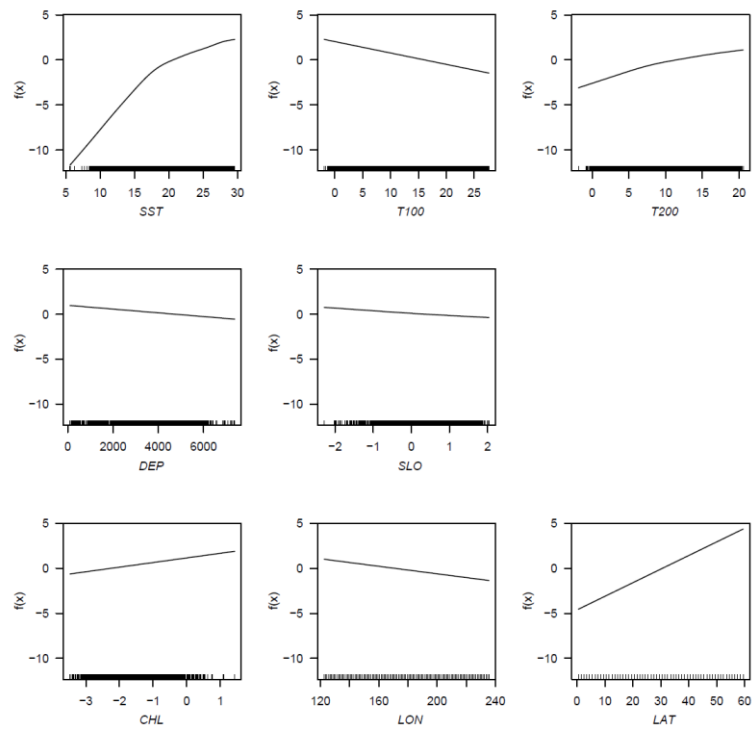 5
0
−5
−10
f(x)
5 10 15 20 25 30
SST
5
0
−5
−10
f(x)
0 5 10 15 20 25
T100
5
0
−5
−10
f(x)
0 5 10 15 20
T200
5
0
−5
−10
f(x)
0 2000 4000 6000
DEP
5
0
−5
−10
f(x)
−2 −1 0 1 2
SLO
5
0
−5
−10
f(x)
−3 −2 −1 0 1
CHL
5
0
−5
−10
f(x)
120 160 200 240
LON
5
0
−5
−10
f(x)
0 10 20 30 40 50 60
LAT